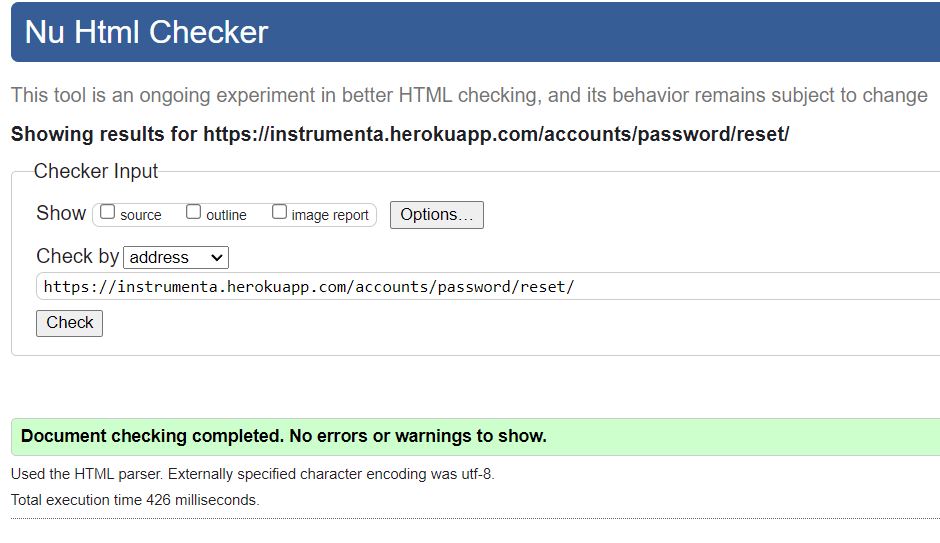 Nu Html Checker
This tool is an ongoing experiment in better HTML checking, and its behavior remains subject to change
Showing results for https://instrumenta.herokuapp.com/accounts/password/reset/
Checker Input
Show source outline image report Options...
Check by address
https://instrumenta.herokuapp.com/accounts/password/reset/
Check
Document checking completed. No errors or warnings to show.
Used the HTML parser. Externally specified character encoding was utf-8.
Total execution time 426 milliseconds.